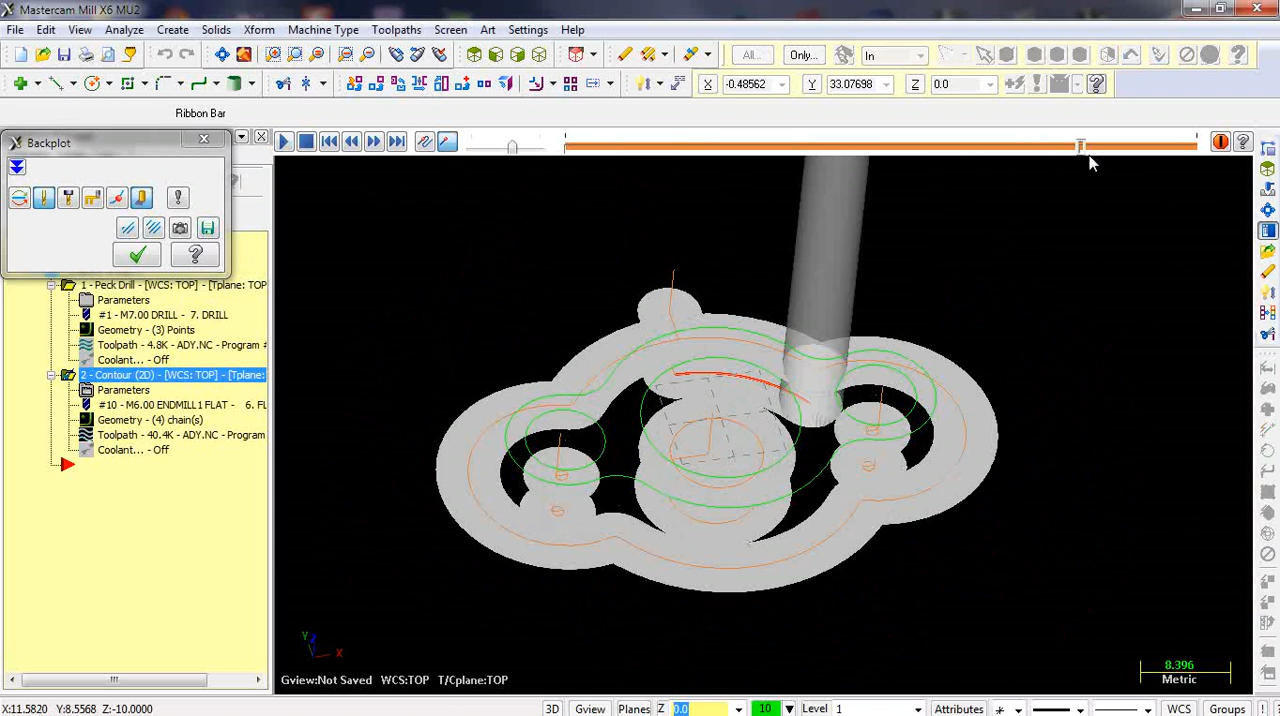 Mastercam Mill X6 MU2
File Edit View Analyze Create Solids Xform Machine Type Toolpaths Screen Art Settings Help
All... Only... In
X -0.48562 Y 33.07698 Z 0.0
Ribbon Bar
Backplot
1 - Peck Drill - [WCS: TOP] - [Tplane: TOP
Parameters
#1 - M7.00 DRILL - 7. DRILL
Geometry - (3) Points
Toolpath - 4.8K - ADY.NC - Program #
Coolant... - Off
2 - Contour (2D) - [WCS: TOP] - [Tplane:
Parameters
#10 - M6.00 ENDMILL1 FLAT - 6. FL
Geometry - (4) chain(s)
Toolpath - 40.4K - ADY.NC - Program
Coolant... - Off
Y Z X
8.396
Metric
Gview:Not Saved WCS:TOP T/Cplane:TOP
X:11.5820 Y:8.5568 Z:-10.0000 3D Gview Planes Z 0.0 10 Level 1 Attributes WCS Groups